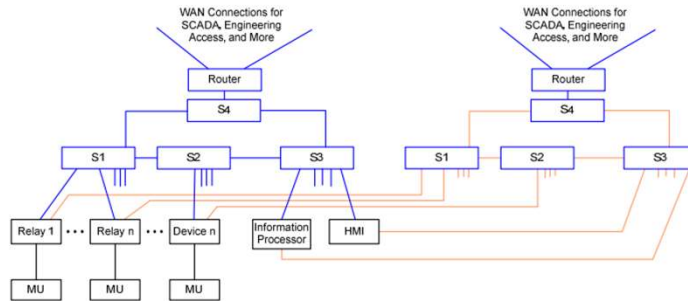 WAN Connections for
SCADA, Engineering
Access, and More
Router
S4
S1
S2
S3
Relay 1
•••
Relay n
•••
Device n
Information
Processor
HMI
MU
MU
MU
WAN Connections for
SCADA, Engineering
Access, and More
Router
S4
S1
S2
S3